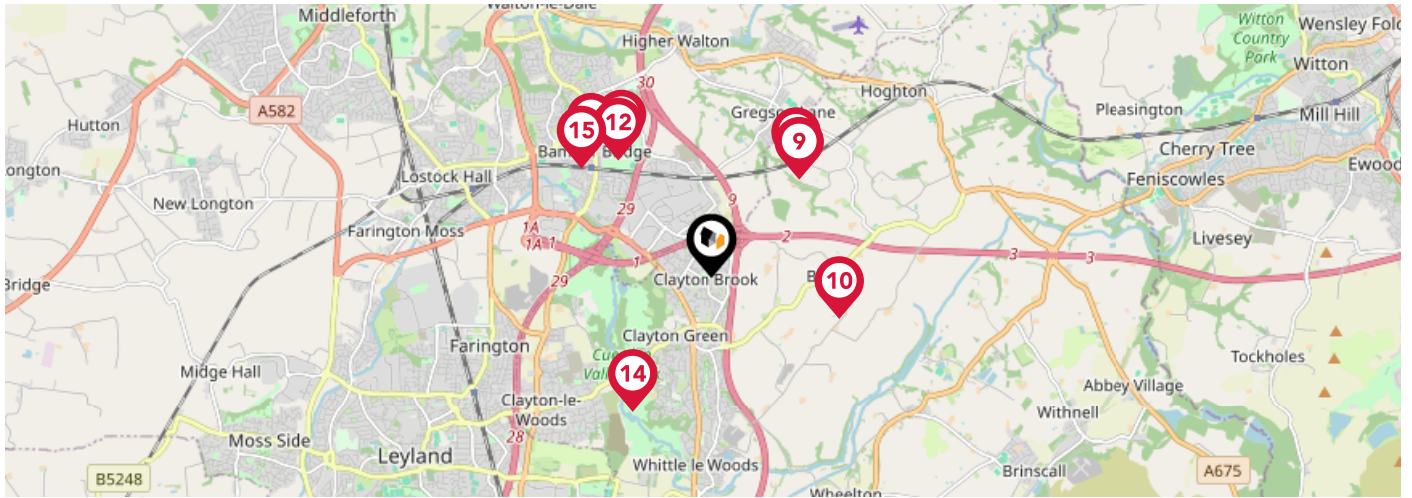 Middleforth
Walton-le-Dale
Higher Walton
Witton
Country
Park
Wensley Fold
Witton
A582
30
Hoghton
Gregson Lane
Pleasington
Mill Hill
Hutton
15
12
9
Cherry Tree
Ewood
Longton
Lostock Hall
Feniscowles
New Longton
29
9
1A
1A
1
Farington Moss
2
3
3
Livesey
1
29
Clayton Brook
10
Bridge
Clayton Green
Farington
Tockholes
Midge Hall
14
Abbey Village
Clayton-le-
Woods
Withnell
28
Moss Side
Leyland
Whittle le Woods
Brinscall
A675
B5248
Wheelton